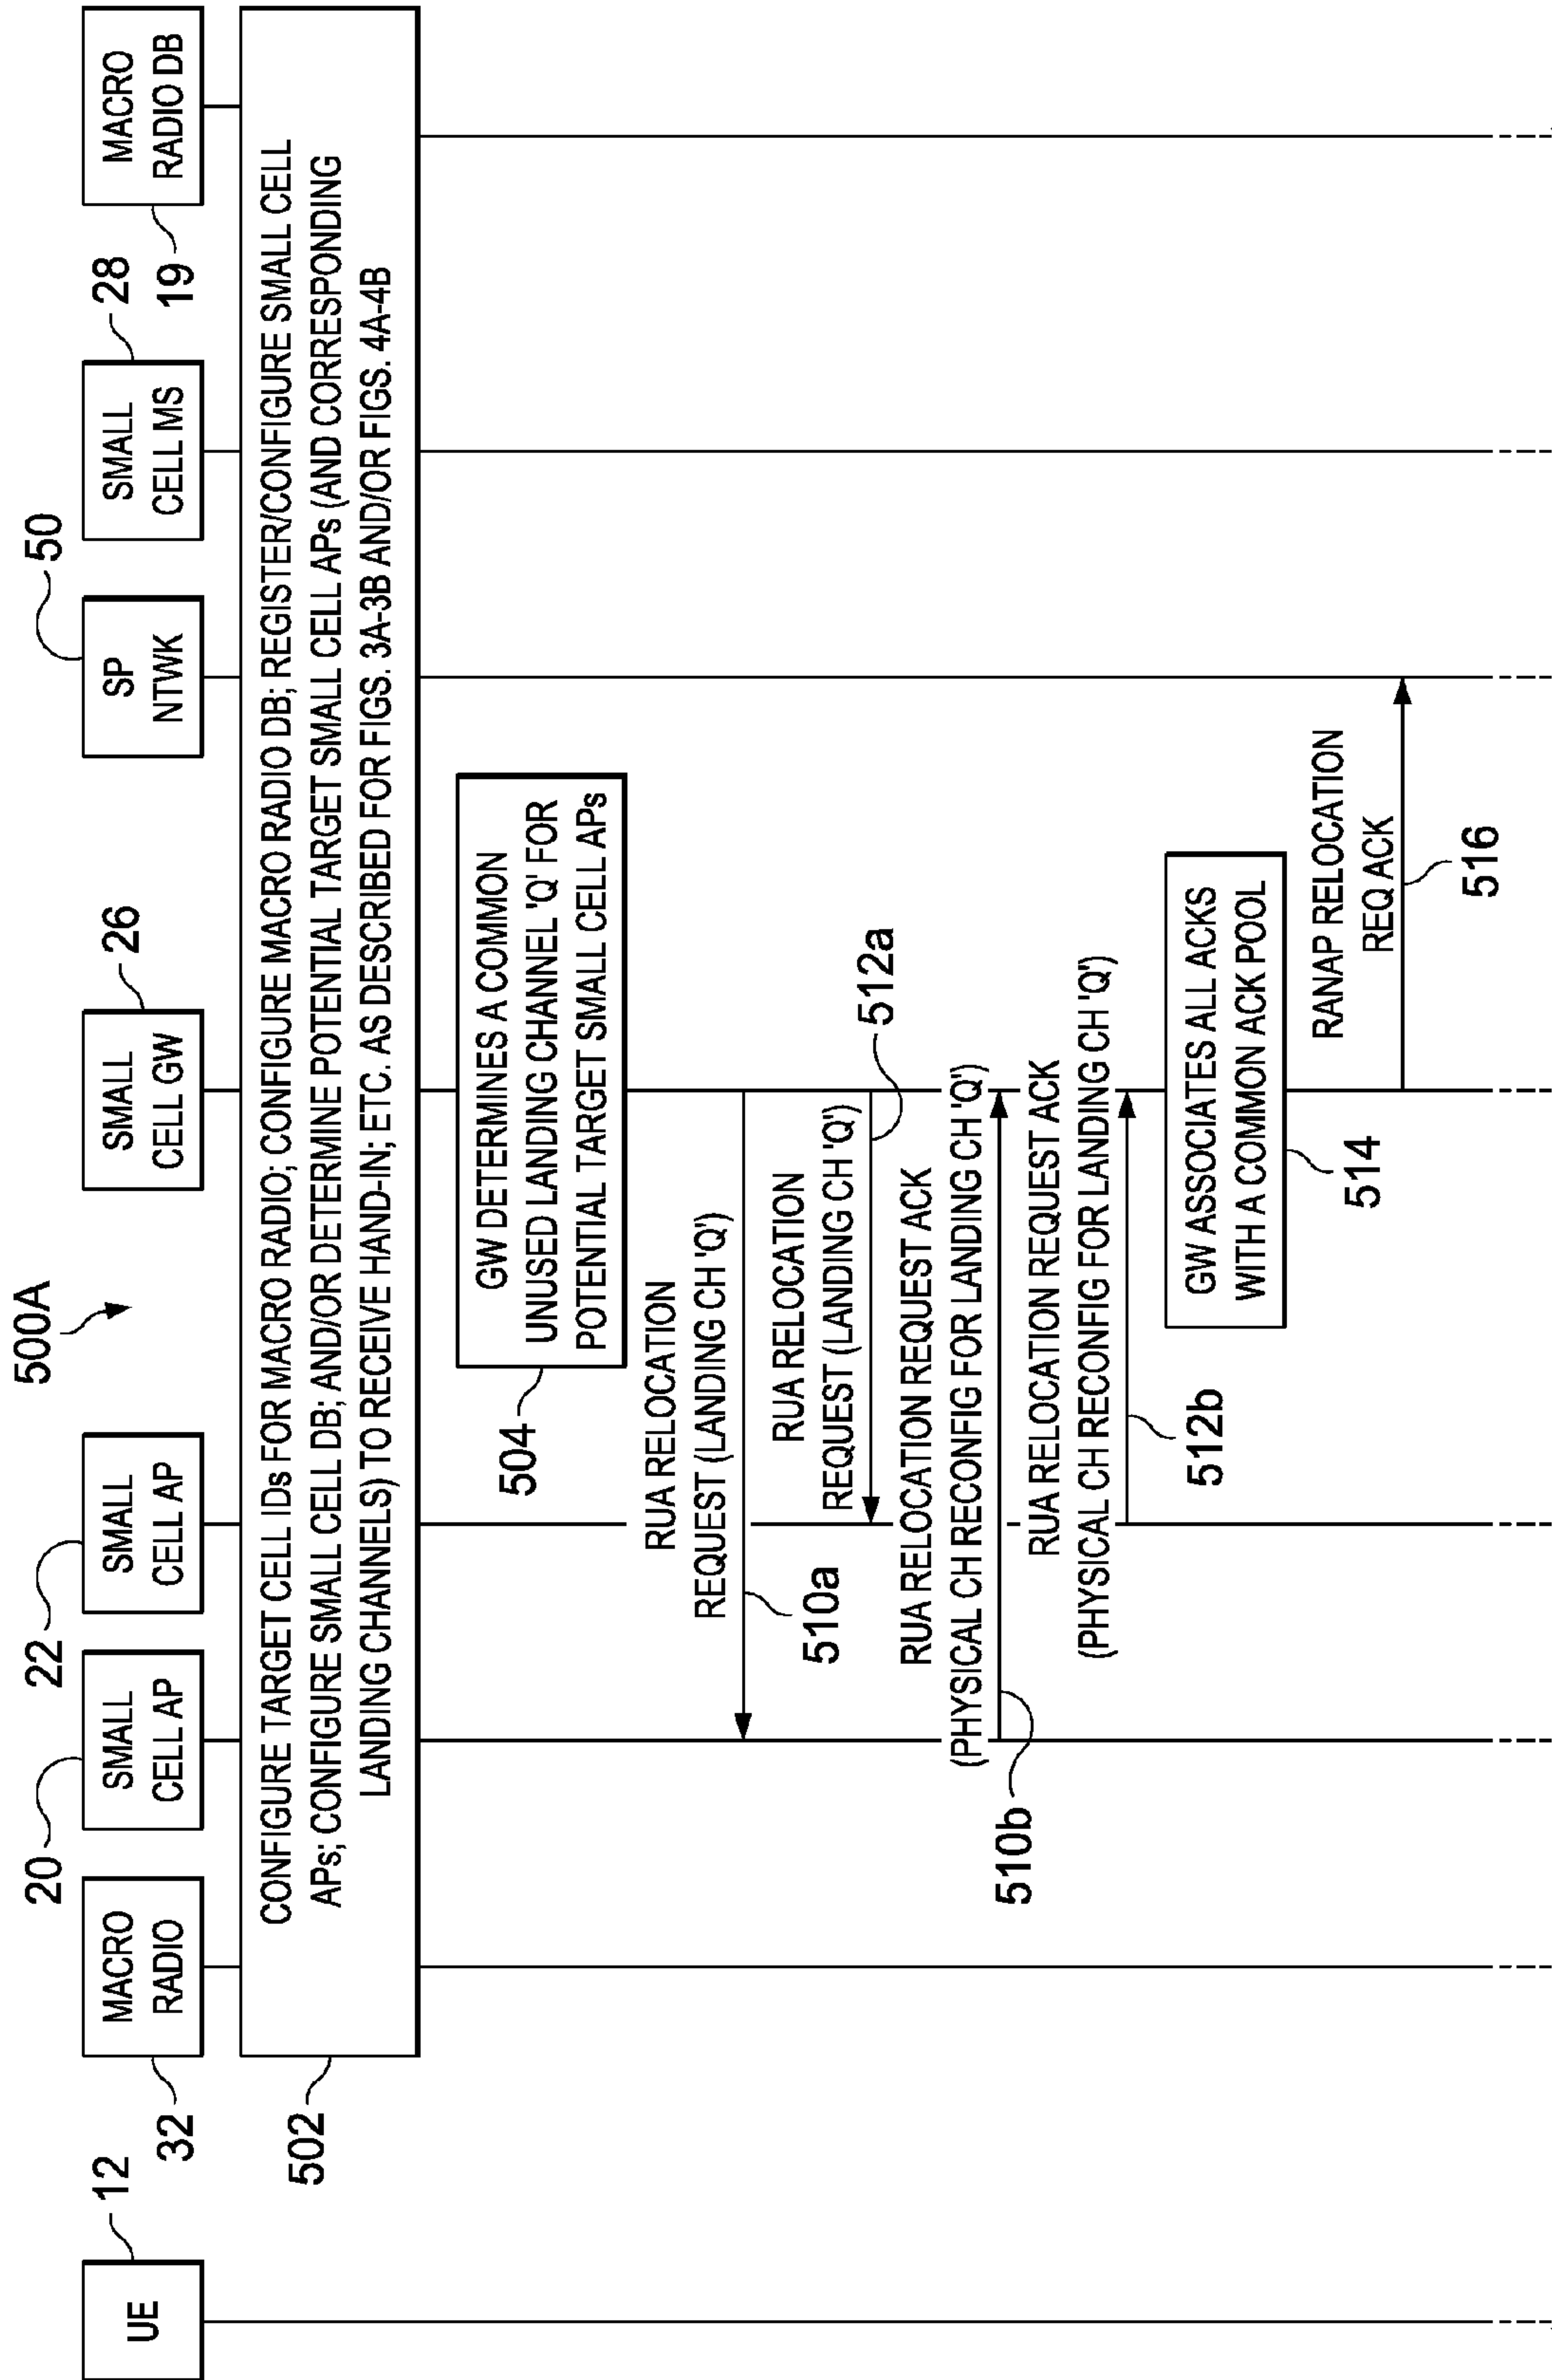 500A
12
UE
32
MACRO
RADIO
20
SMALL
CELL AP
22
SMALL
CELL AP
26
SMALL
CELL GW
50
SP
NTWK
28
SMALL
CELL MS
19
MACRO
RADIO DB
502
CONFIGURE TARGET CELL IDs FOR MACRO RADIO; CONFIGURE MACRO RADIO DB; REGISTER/CONFIGURE SMALL CELL
APs; CONFIGURE SMALL CELL DB; AND/OR DETERMINE POTENTIAL TARGET SMALL CELL APs (AND CORRESPONDING
LANDING CHANNELS) TO RECEIVE HAND-IN; ETC. AS DESCRIBED FOR FIGS. 3A-3B AND/OR FIGS. 4A-4B
504
GW DETERMINES A COMMON
UNUSED LANDING CHANNEL 'Q' FOR
POTENTIAL TARGET SMALL CELL APs
RUA RELOCATION
REQUEST (LANDING CH 'Q')
510a
RUA RELOCATION
REQUEST (LANDING CH 'Q')
512a
RUA RELOCATION REQUEST ACK
(PHYSICAL CH RECONFIG FOR LANDING CH 'Q')
510b
RUA RELOCATION REQUEST ACK
(PHYSICAL CH RECONFIG FOR LANDING CH 'Q')
512b
GW ASSOCIATES ALL ACKS
WITH A COMMON ACK POOL
514
RANAP RELOCATION
REQ ACK
516